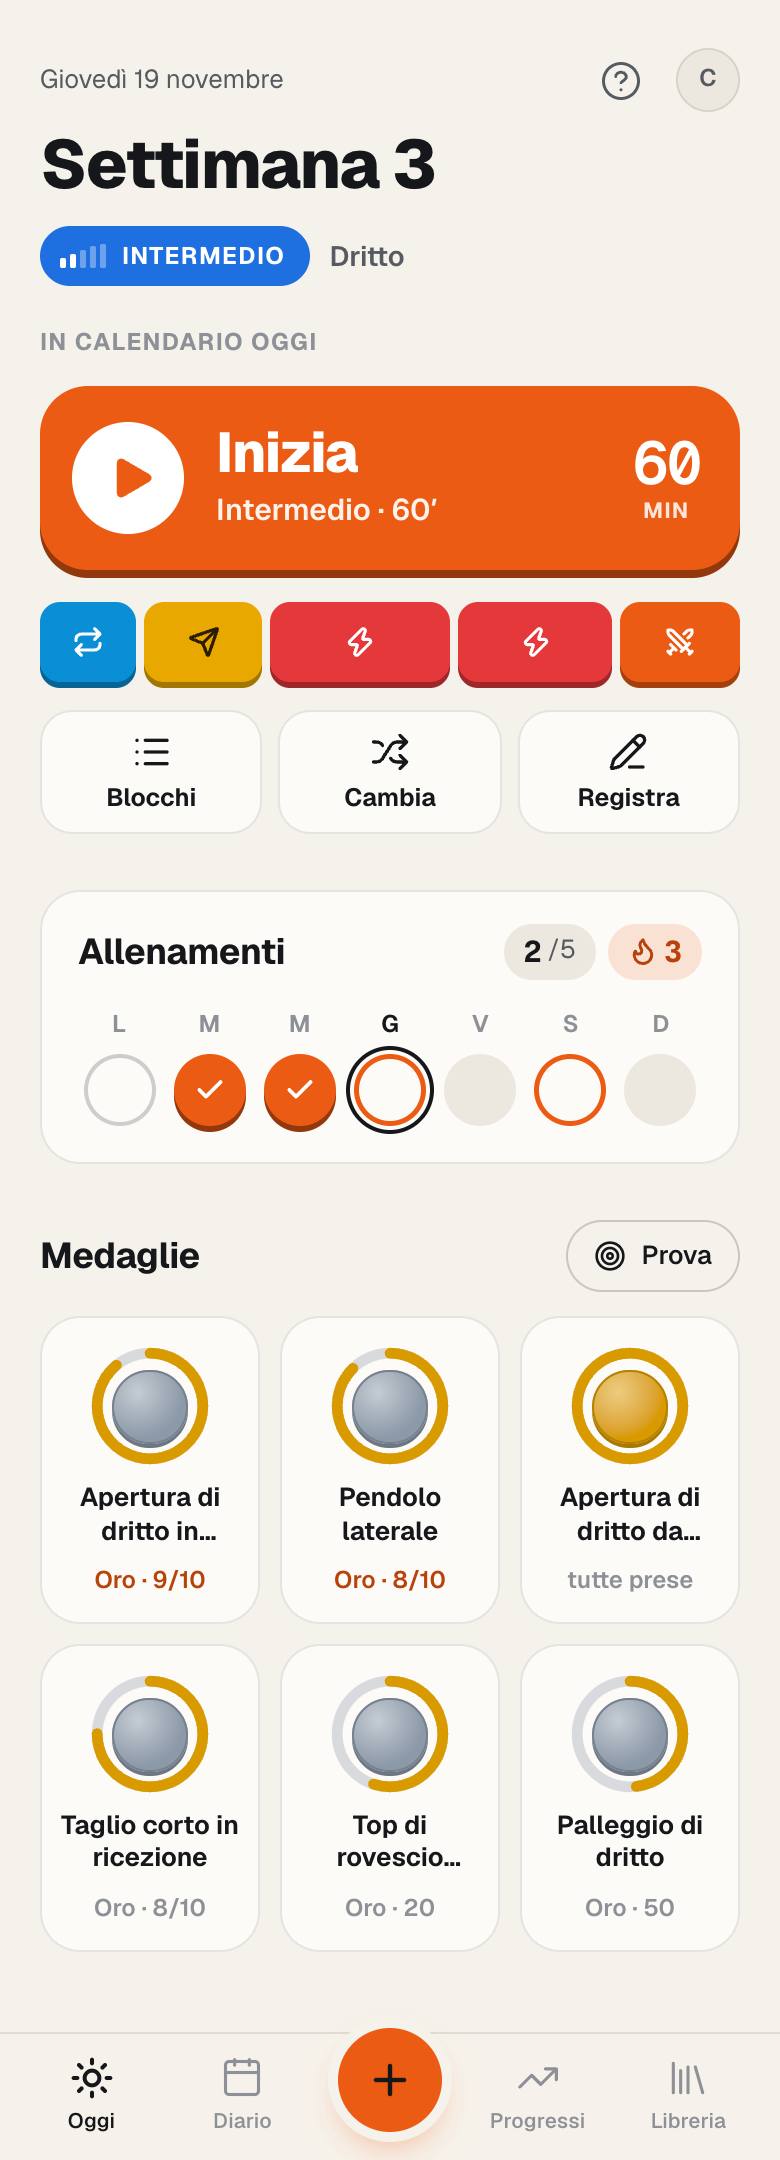 Giovedì 19 novembre
C
Settimana 3
INTERMEDIO
Dritto
IN CALENDARIO OGGI
Inizia
Intermedio · 60′
60
MIN
Blocchi
Cambia
Registra
Allenamenti
2 /5
3
L M M G V S D
Medaglie
Prova
Apertura di
dritto in...
Oro · 9/10
Pendolo
laterale
Oro · 8/10
Apertura di
dritto da...
tutte prese
Taglio corto in
ricezione
Oro · 8/10
Top di
rovescio...
Oro · 20
Palleggio di
dritto
Oro · 50
Oggi
Diario
Progressi
Libreria